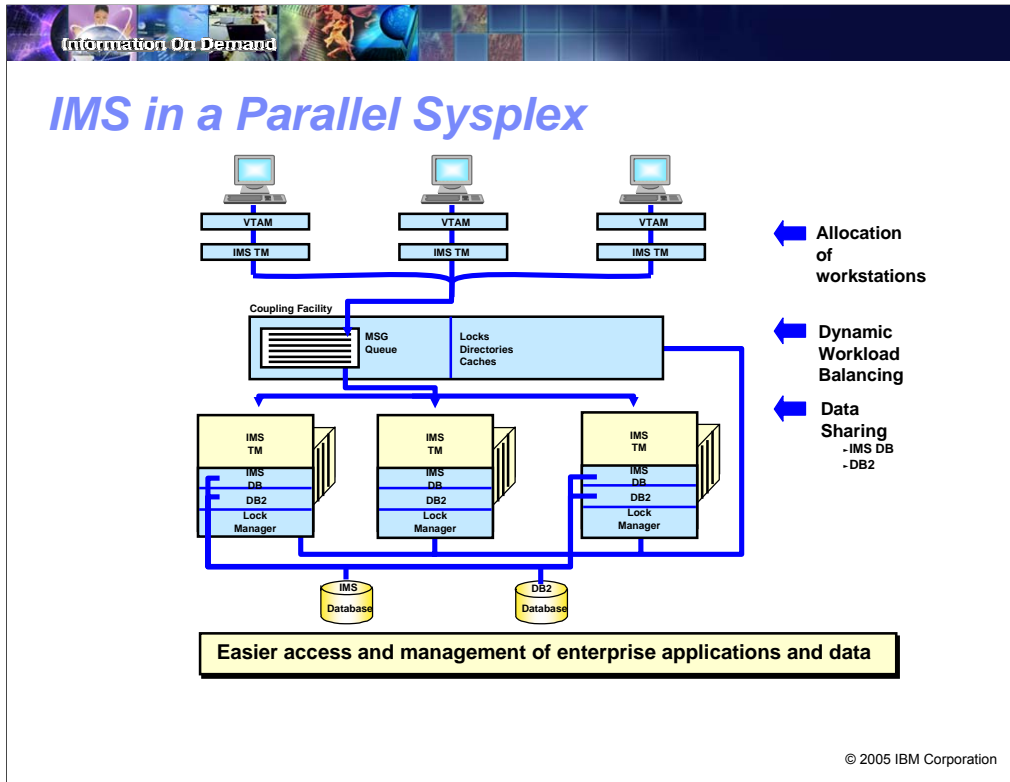 Information On Demand
IMS in a Parallel Sysplex
VTAM
VTAM
VTAM
IMS TM
IMS TM
IMS TM
Allocation
of
workstations
Coupling Facility
MSG
Queue
Locks
Directories
Caches
Dynamic
Workload
Balancing
Data
Sharing
-IMS DB
-DB2
IMS
TM
IMS
DB
DB2
Lock
Manager
IMS
TM
IMS
DB
DB2
Lock
Manager
IMS
TM
IMS
DB
DB2
Lock
Manager
IMS
Database
DB2
Database
Easier access and management of enterprise applications and data
© 2005 IBM Corporation